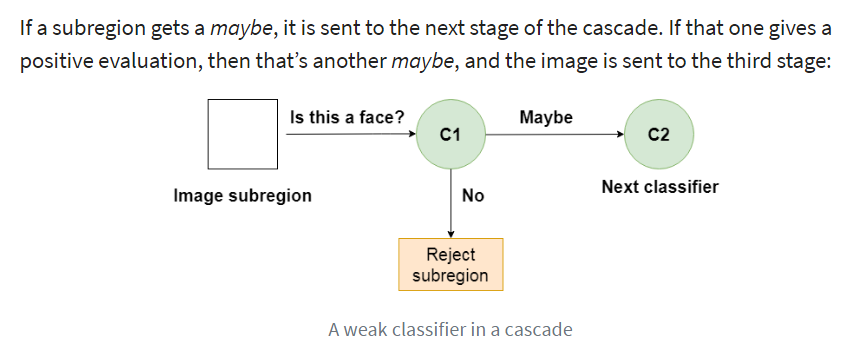 If a subregion gets a maybe, it is sent to the next stage of the cascade. If that one gives a
positive evaluation, then that’s another maybe, and the image is sent to the third stage:
Is this a face?
Maybe
C1
C2
Image subregion
No
Next classifier
Reject
subregion
A weak classifier in a cascade